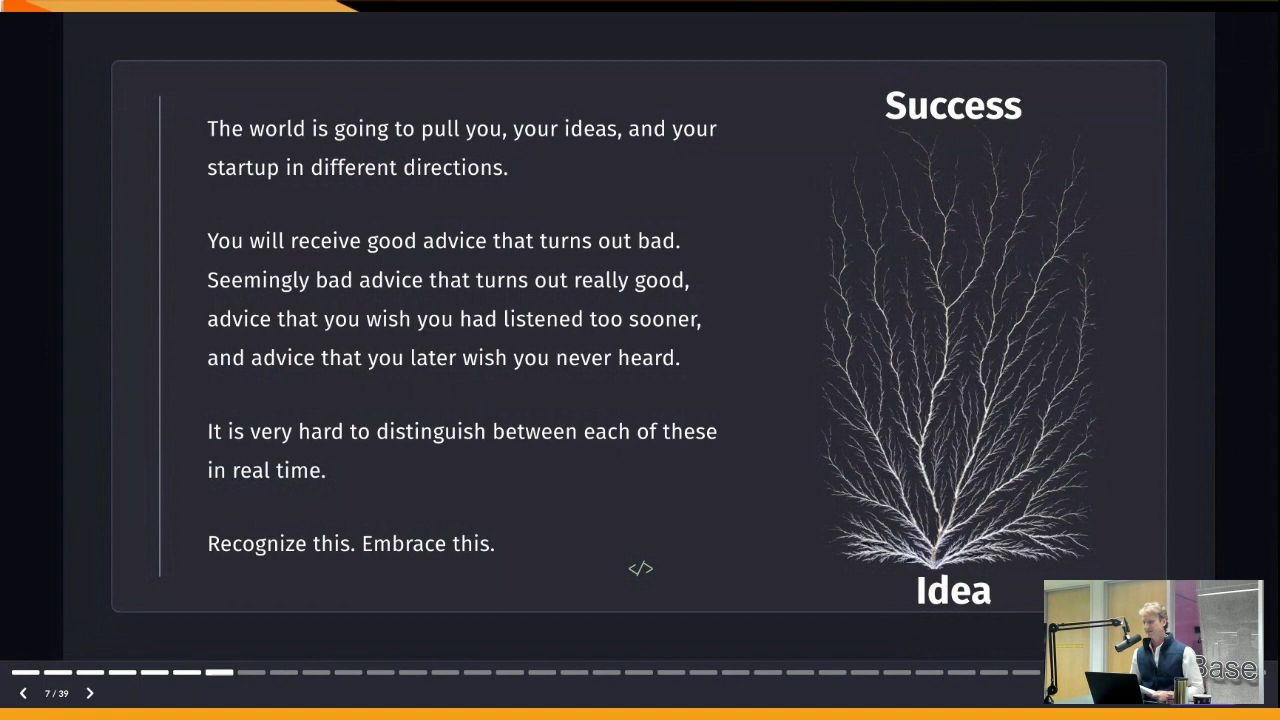 Success
The world is going to pull you, your ideas, and your
startup in different directions.
You will receive good advice that turns out bad.
Seemingly bad advice that turns out really good,
advice that you wish you had listened too sooner,
and advice that you later wish you never heard.
It is very hard to distinguish between each of these
in real time.
Recognize this. Embrace this.
</>
Idea
Base
7 / 39